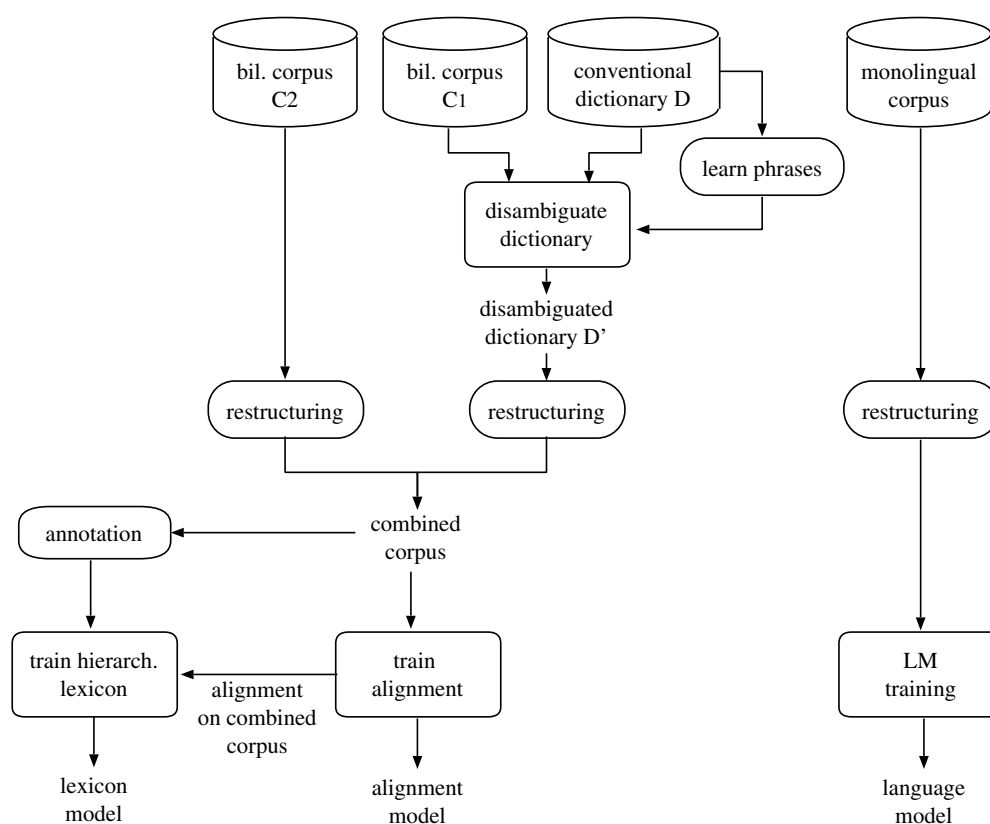 bil. corpus
C2
bil. corpus
C1
conventional
dictionary D
monolingual
corpus
learn phrases
disambiguate
dictionary
disambiguated
dictionary D’
restructuring
restructuring
restructuring
combined
corpus
annotation
train hierarch.
lexicon
alignment
on combined
corpus
train
alignment
LM
training
lexicon
model
alignment
model
language
model